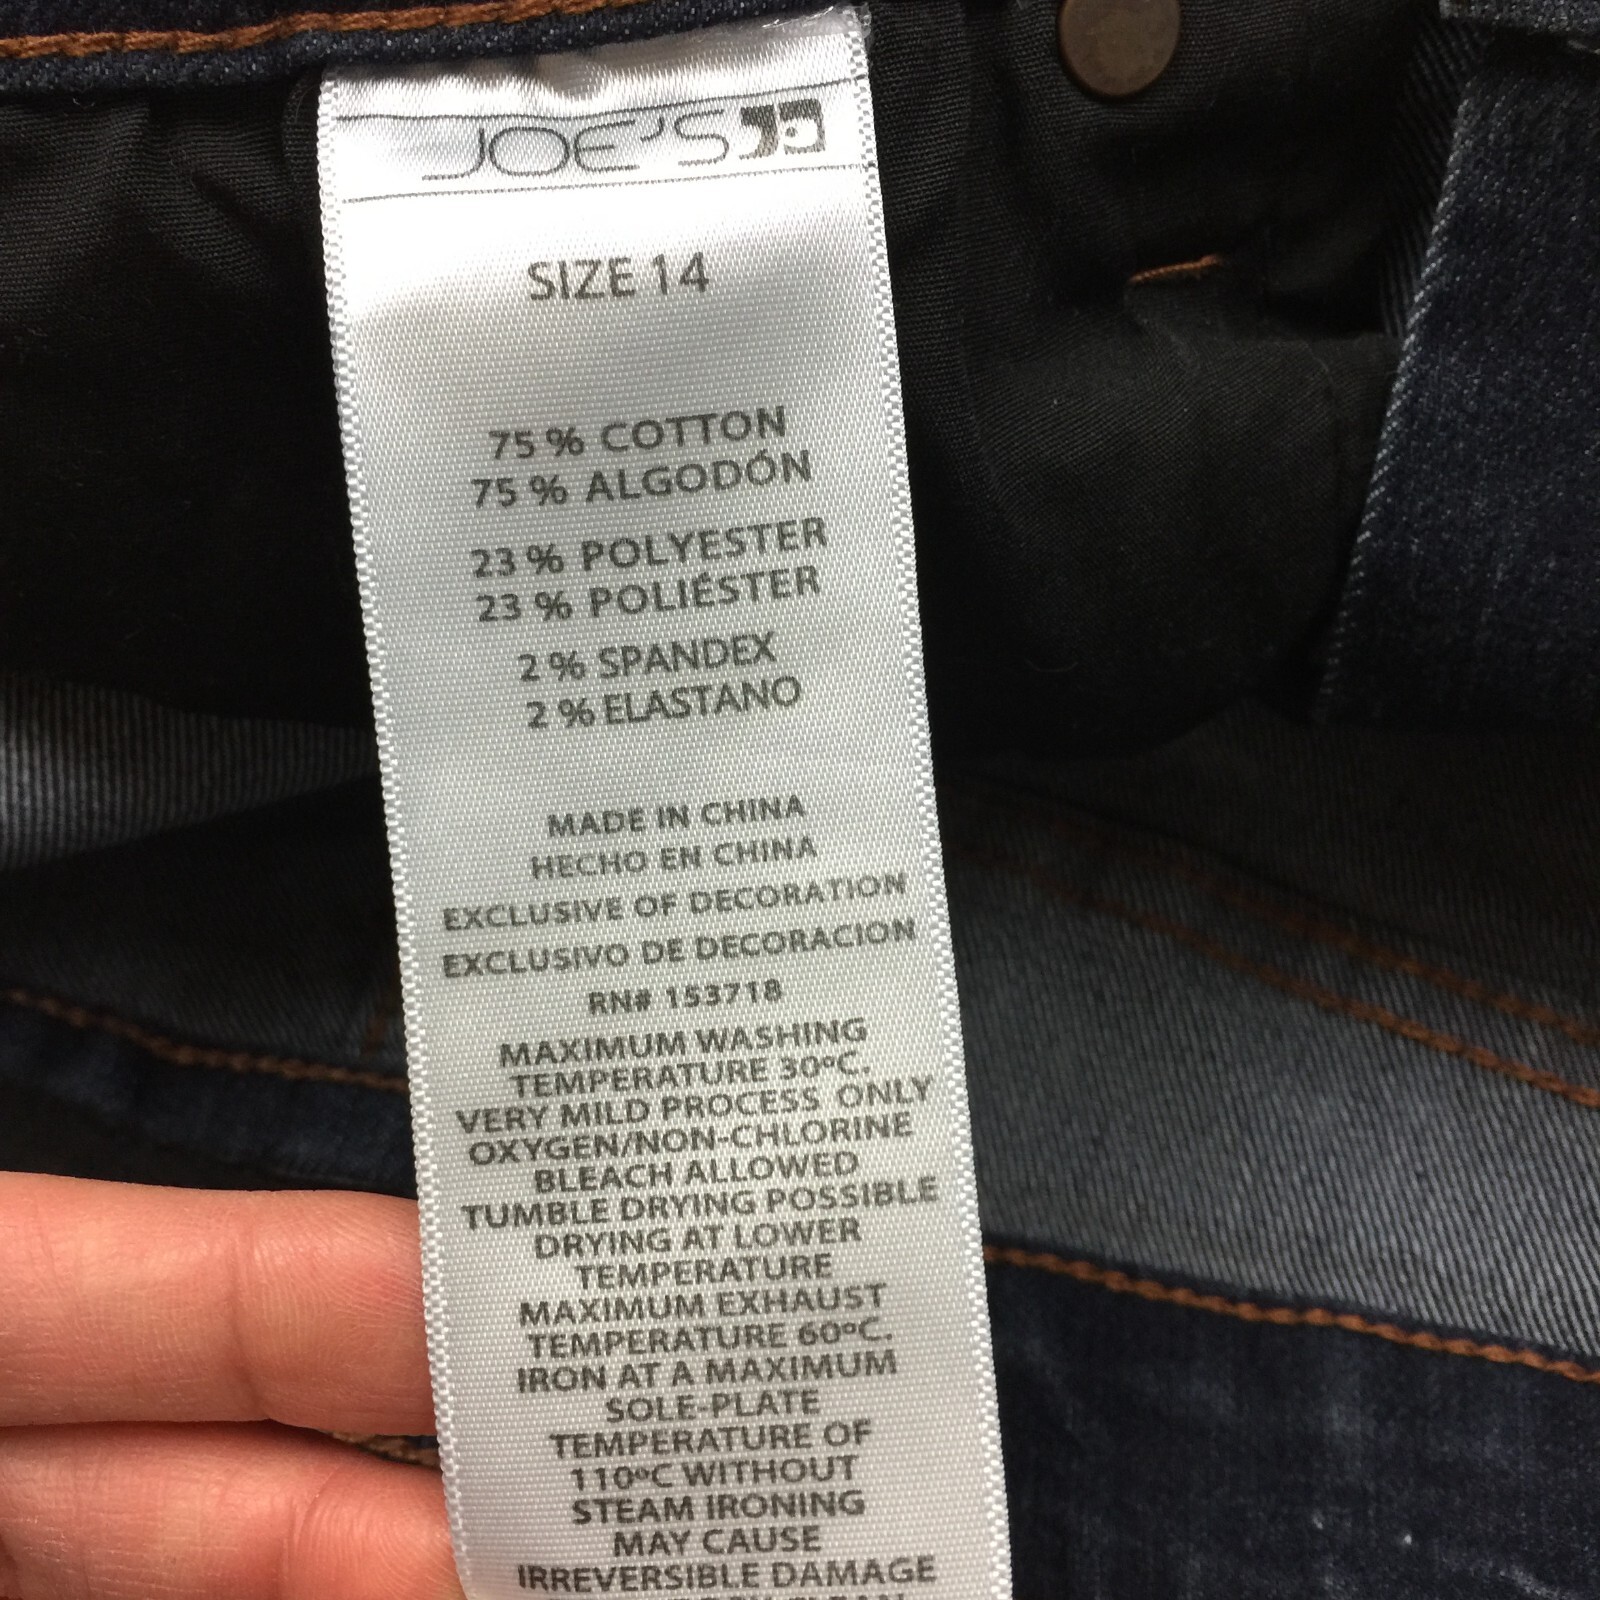 JOE'S
SIZE 14
75 % COTTON
75 % ALGODÓN
23 % POLYESTER
23 % POLIÉSTER
2 % SPANDEX
2 % ELASTANO
MADE IN CHINA
HECHO EN CHINA
EXCLUSIVE OF DECORATION
EXCLUSIVO DE DECORACION
RN# 153718
MAXIMUM WASHING
TEMPERATURE 30ºC.
VERY MILD PROCESS ONLY
OXYGEN/NON-CHLORINE
BLEACH ALLOWED
TUMBLE DRYING POSSIBLE
DRYING AT LOWER
TEMPERATURE
MAXIMUM EXHAUST
TEMPERATURE 60ºC.
IRON AT A MAXIMUM
SOLE-PLATE
TEMPERATURE OF
110ºC WITHOUT
STEAM IRONING
MAY CAUSE
IRREVERSIBLE DAMAGE